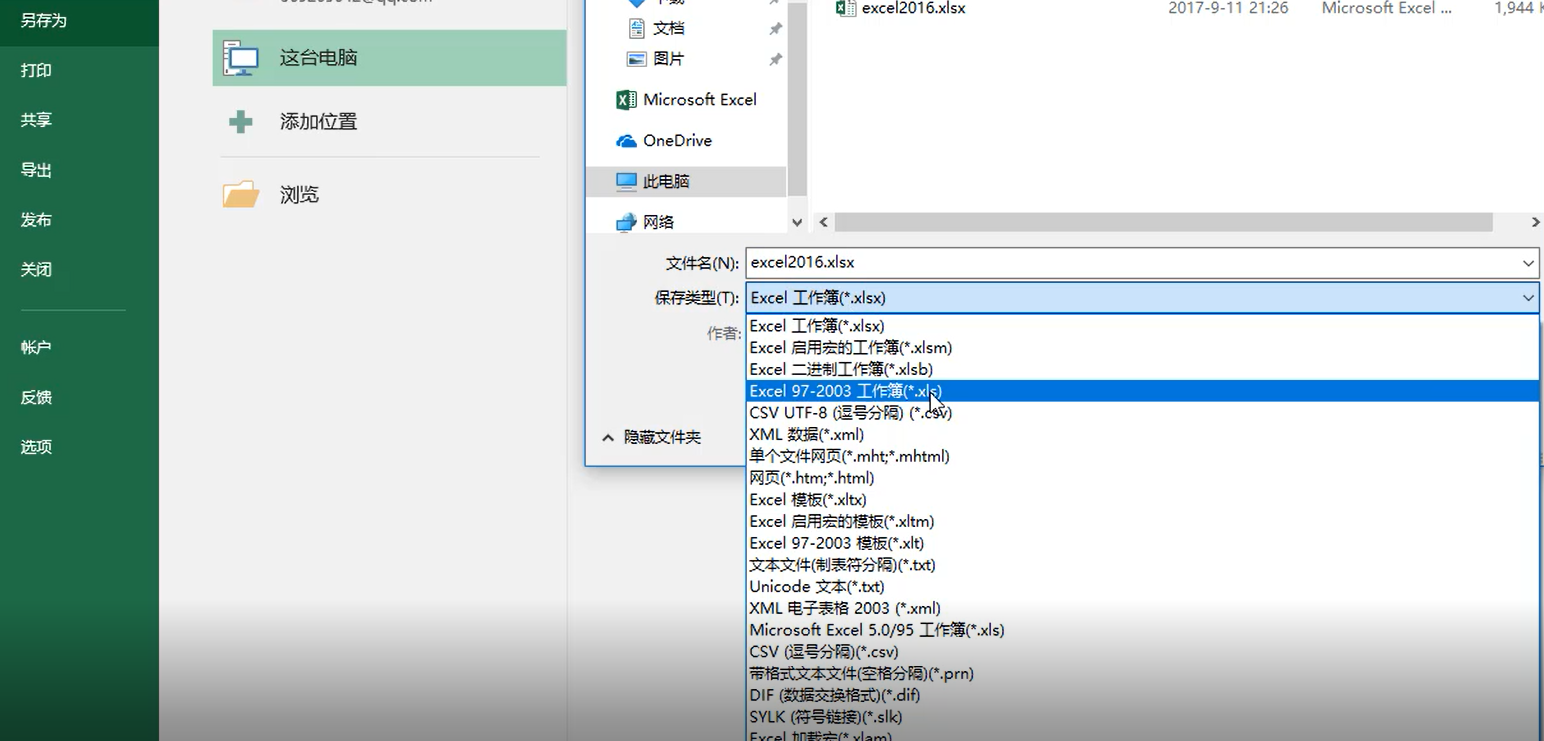 另存为
打印
共享
导出
发布
关闭
帐户
反馈
选项
这台电脑
添加位置
浏览
文档
图片
Microsoft Excel
OneDrive
此电脑
网络
excel2016.xlsx 2017-9-11 21:26 Microsoft Excel ... 1,944
文件名(N): excel2016.xlsx
保存类型(T): Excel 工作簿(*.xlsx)
作者:
隐藏文件夹
Excel 工作簿(*.xlsx)
Excel 启用宏的工作簿(*.xlsm)
Excel 二进制工作簿(*.xlsb)
Excel 97-2003 工作簿(*.xls)
CSV UTF-8 (逗号分隔) (*.csv)
XML 数据(*.xml)
单个文件网页(*.mht;*.mhtml)
网页(*.htm;*.html)
Excel 模板(*.xltx)
Excel 启用宏的模板(*.xltm)
Excel 97-2003 模板(*.xlt)
文本文件(制表符分隔)(*.txt)
Unicode 文本(*.txt)
XML 电子表格 2003 (*.xml)
Microsoft Excel 5.0/95 工作簿(*.xls)
CSV (逗号分隔)(*.csv)
带格式文本文件(空格分隔)(*.prn)
DIF (数据交换格式)(*.dif)
SYLK (符号链接)(*.slk)
Excel 加载宏(*.xlam)